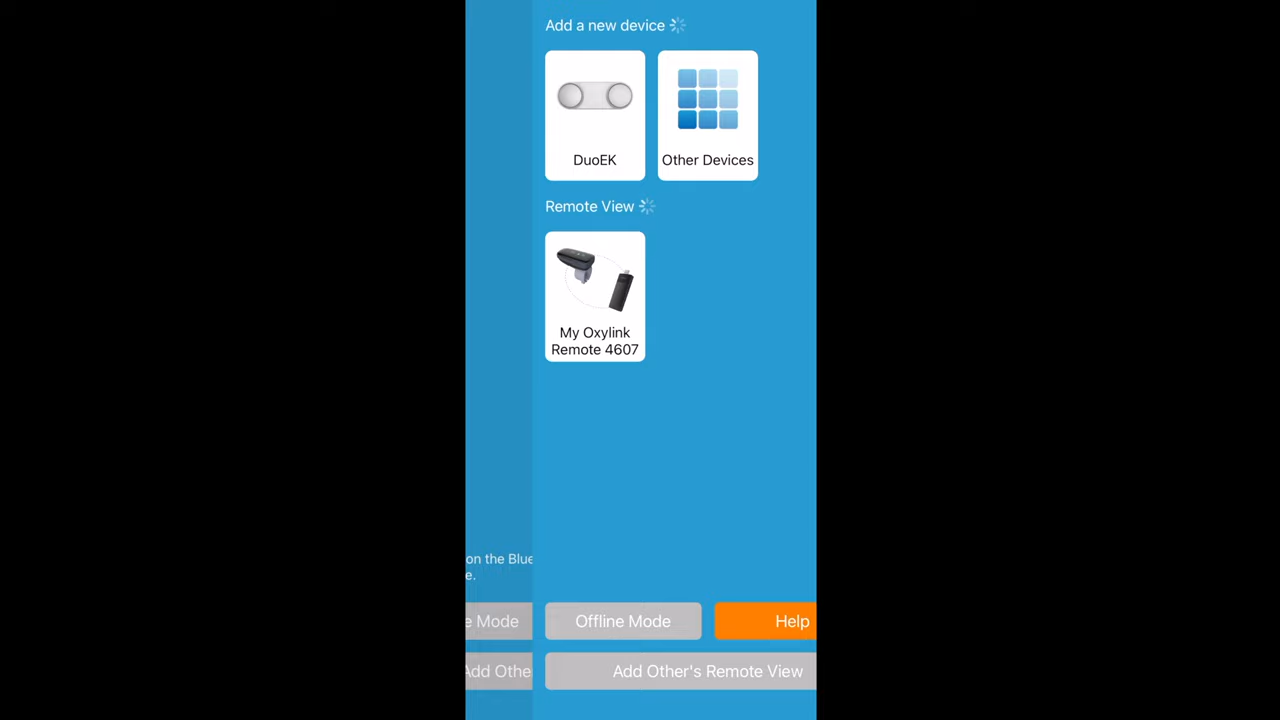 Add a new device
DuoEK
Other Devices
Remote View
My Oxylink
Remote 4607
on the Blue
e.
e Mode
Offline Mode
Help
Add Othe
Add Other's Remote View